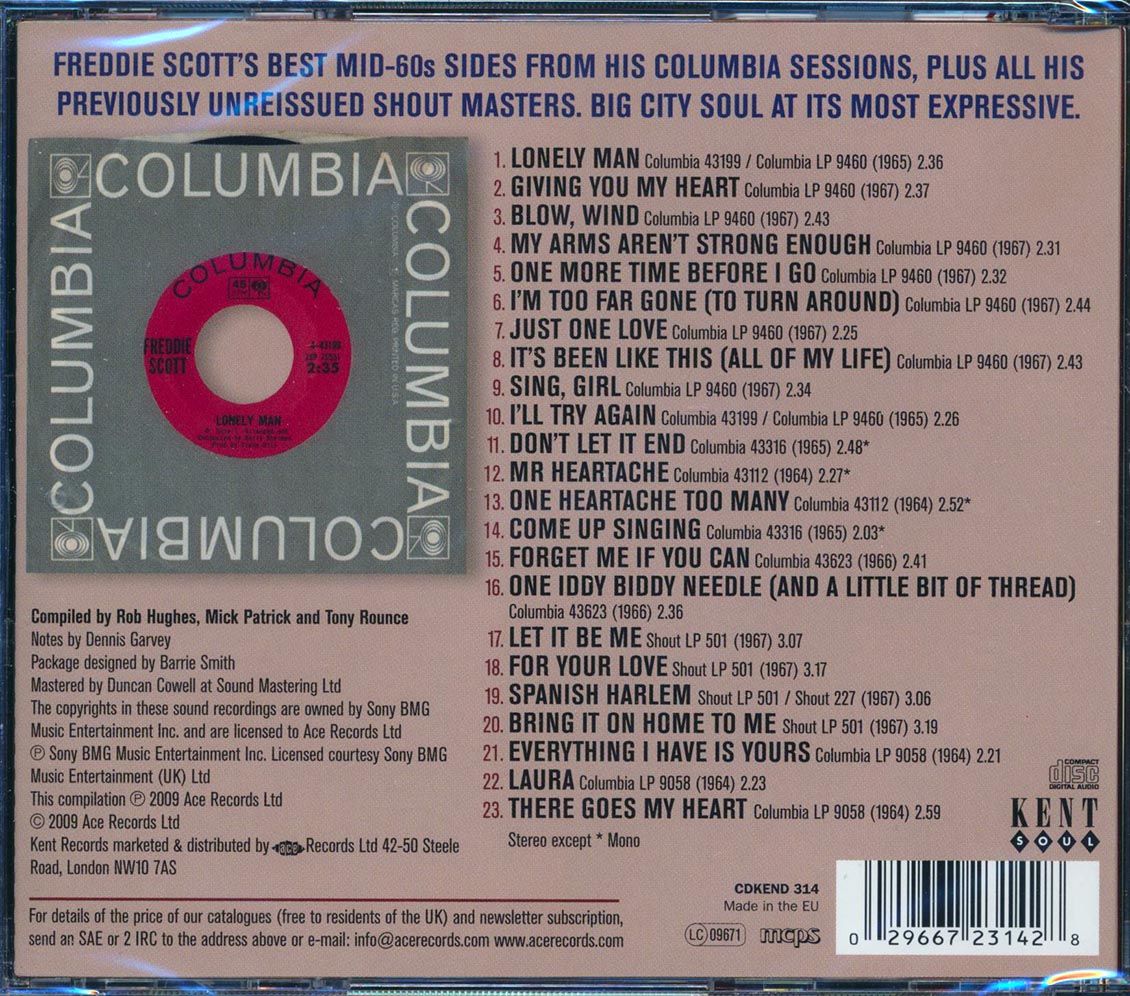 FREDDIE SCOTT'S BEST MID-60s SIDES FROM HIS COLUMBIA SESSIONS, PLUS ALL HIS
PREVIOUSLY UNREISSUED SHOUT MASTERS. BIG CITY SOUL AT ITS MOST EXPRESSIVE.
COLUMBIA
COLUMBIA
COLUMBIA
COLUMBIA
COLUMBIA
45
FREDDIE
SCOTT
4-43199
2:35
LONELY MAN
1. LONELY MAN Columbia 43199 / Columbia LP 9460 (1965) 2.36
2. GIVING YOU MY HEART Columbia LP 9460 (1967) 2.37
3. BLOW, WIND Columbia LP 9460 (1967) 2.43
4. MY ARMS AREN'T STRONG ENOUGH Columbia LP 9460 (1967) 2.31
5. ONE MORE TIME BEFORE I GO Columbia LP 9460 (1967) 2.32
6. I'M TOO FAR GONE (TO TURN AROUND) Columbia LP 9460 (1967) 2.44
7. JUST ONE LOVE Columbia LP 9460 (1967) 2.25
8. IT'S BEEN LIKE THIS (ALL OF MY LIFE) Columbia LP 9460 (1967) 2.43
9. SING, GIRL Columbia LP 9460 (1967) 2.34
10. I'LL TRY AGAIN Columbia 43199 / Columbia LP 9460 (1965) 2.26
11. DON'T LET IT END Columbia 43316 (1965) 2.48*
12. MR HEARTACHE Columbia 43112 (1964) 2.27*
13. ONE HEARTACHE TOO MANY Columbia 43112 (1964) 2.52*
14. COME UP SINGING Columbia 43316 (1965) 2.03*
15. FORGET ME IF YOU CAN Columbia 43623 (1966) 2.41
16. ONE IDDY BIDDY NEEDLE (AND A LITTLE BIT OF THREAD)
Columbia 43623 (1966) 2.36
17. LET IT BE ME Shout LP 501 (1967) 3.07
18. FOR YOUR LOVE Shout LP 501 (1967) 3.17
19. SPANISH HARLEM Shout LP 501 / Shout 227 (1967) 3.06
20. BRING IT ON HOME TO ME Shout LP 501 (1967) 3.19
21. EVERYTHING I HAVE IS YOURS Columbia LP 9058 (1964) 2.21
22. LAURA Columbia LP 9058 (1964) 2.23
23. THERE GOES MY HEART Columbia LP 9058 (1964) 2.59
Stereo except * Mono
Compiled by Rob Hughes, Mick Patrick and Tony Rounce
Notes by Dennis Garvey
Package designed by Barrie Smith
Mastered by Duncan Cowell at Sound Mastering Ltd
The copyrights in these sound recordings are owned by Sony BMG
Music Entertainment Inc. and are licensed to Ace Records Ltd
℗ Sony BMG Music Entertainment Inc. Licensed courtesy Sony BMG
Music Entertainment (UK) Ltd
This compilation ℗ 2009 Ace Records Ltd
© 2009 Ace Records Ltd
Kent Records marketed & distributed by ace Records Ltd 42-50 Steele
Road, London NW10 7AS
For details of the price of our catalogues (free to residents of the UK) and newsletter subscription,
send an SAE or 2 IRC to the address above or e-mail: info@acerecords.com www.acerecords.com
COMPACT
disc
DIGITAL AUDIO
KENT
SOUL
CDKEND 314
Made in the EU
LC 09671
mcps
0 29667 23142 8